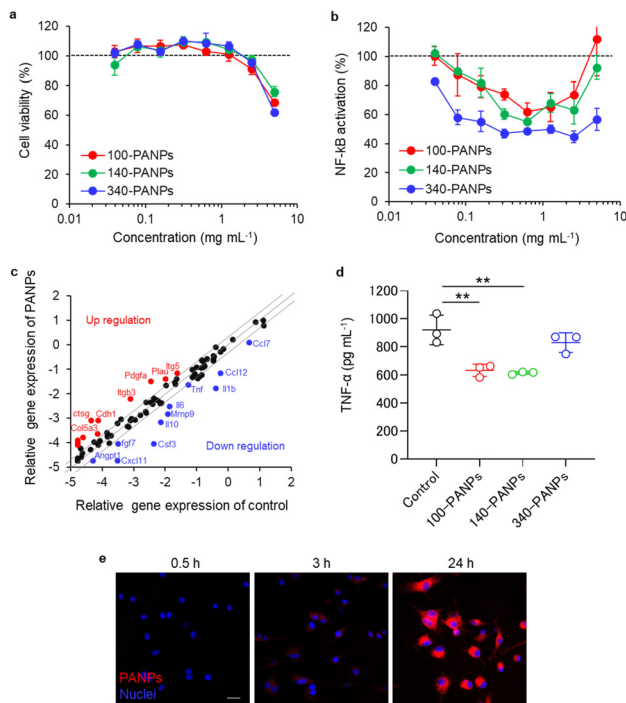 a
Cell viability (%)
120
100
80
60
40
20
0
100-PANPs
140-PANPs
340-PANPs
0.01
0.1
1
10
Concentration (mg mL⁻¹)
b
NF-kB activation (%)
120
100
80
60
40
20
0
100-PANPs
140-PANPs
340-PANPs
0.01
0.1
1
10
Concentration (mg mL⁻¹)
c
Relative gene expression of PANPs
2
1
0
-1
-2
-3
-4
-5
Up regulation
Ccl7
Itg5
Plau
Pdgfa
Ccl12
Tnf
Il1b
Itgb3
Il6
Mmp9
ctsg
Cdh1
Il10
Col5a3
fgf7
Csf3
Down regulation
Angpt1
Cxcl11
-5
-4
-3
-2
-1
0
1
2
Relative gene expression of control
d
TNF-α (pg mL⁻¹)
1200
1000
800
600
400
200
0
**
**
Control
100-PANPs
140-PANPs
340-PANPs
e
0.5 h
3 h
24 h
PANPs
Nuclei